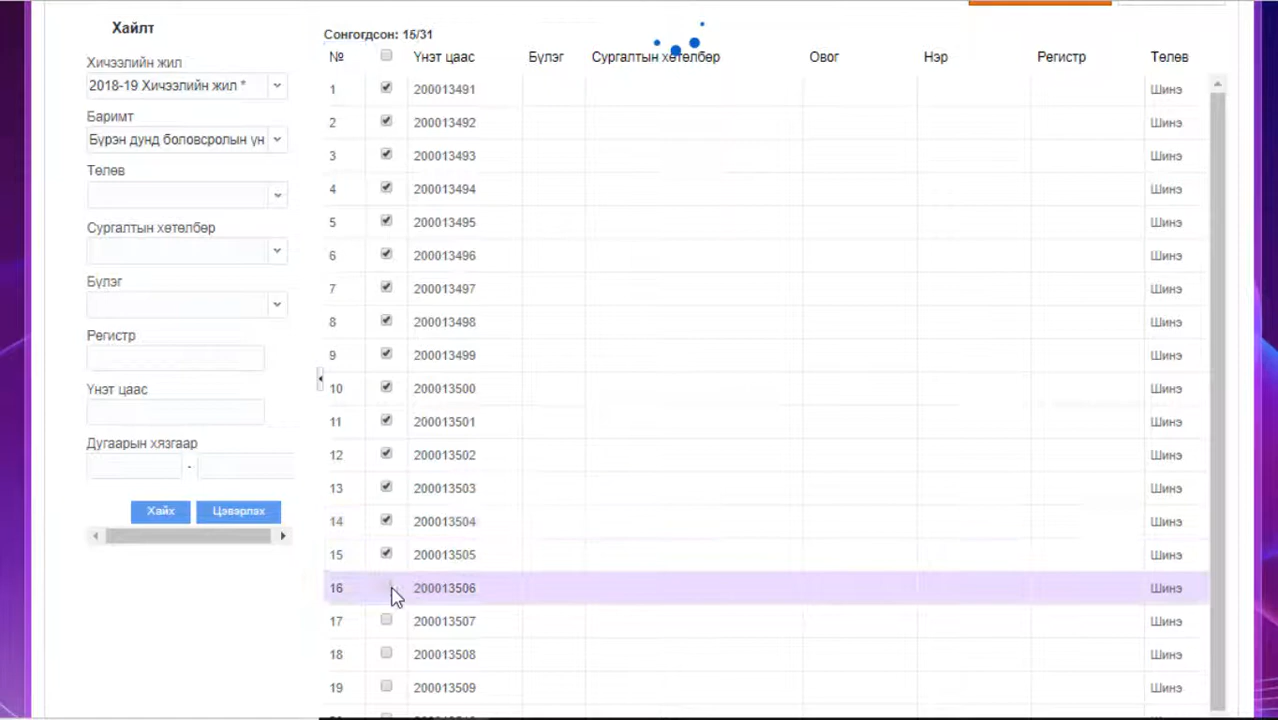 Хайлт
Хичээлийн жил
2018-19 Хичээлийн жил *
Баримт
Бүрэн дунд боловсролын үн
Төлөв
Сургалтын хөтөлбөр
Бүлэг
Регистр
Үнэт цаас
Дугаарын хязгаар
-
Хайх Цэвэрлэх
Сонгогдсон: 15/31
№ Үнэт цаас Бүлэг Сургалтын хөтөлбөр Овог Нэр Регистр Төлөв
1 200013491 Шинэ
2 200013492 Шинэ
3 200013493 Шинэ
4 200013494 Шинэ
5 200013495 Шинэ
6 200013496 Шинэ
7 200013497 Шинэ
8 200013498 Шинэ
9 200013499 Шинэ
10 200013500 Шинэ
11 200013501 Шинэ
12 200013502 Шинэ
13 200013503 Шинэ
14 200013504 Шинэ
15 200013505 Шинэ
16 200013506 Шинэ
17 200013507 Шинэ
18 200013508 Шинэ
19 200013509 Шинэ